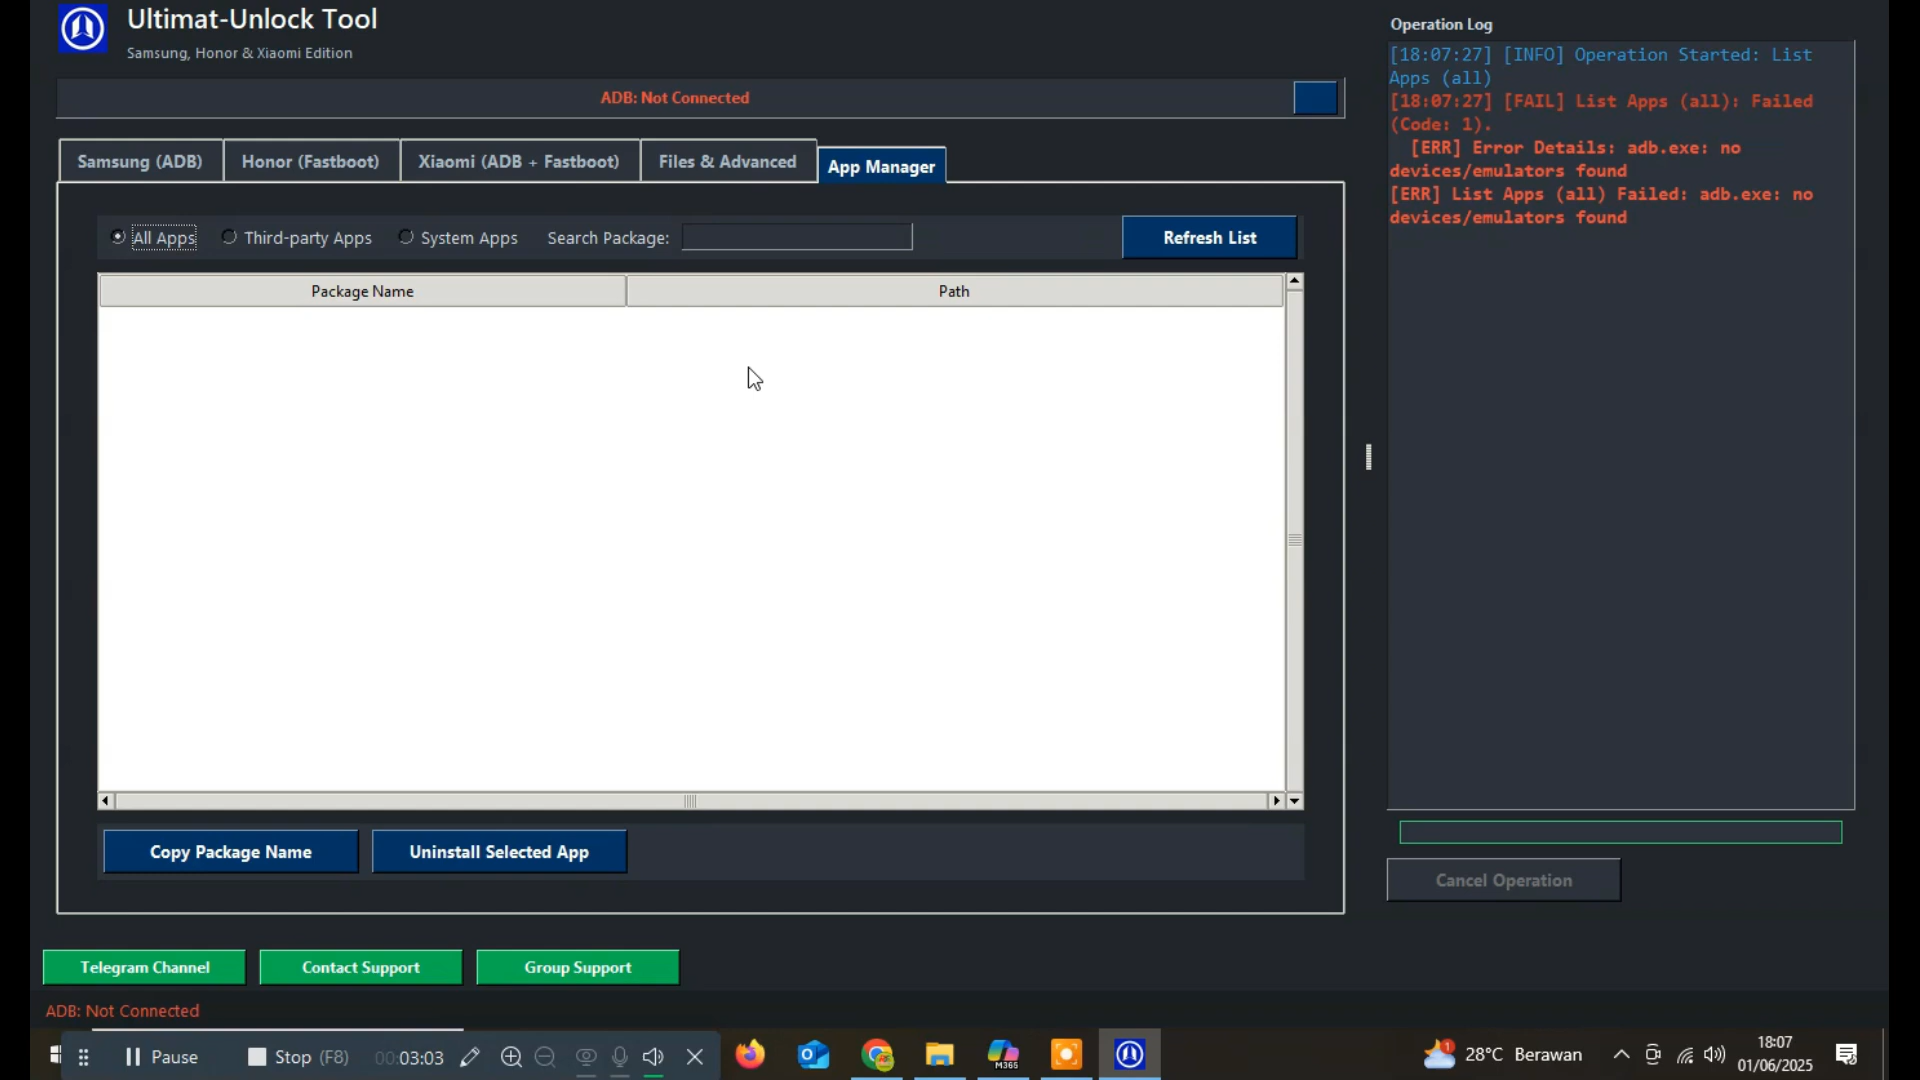 Ultimat-Unlock Tool
Samsung, Honor & Xiaomi Edition
ADB: Not Connected
Samsung (ADB)
Honor (Fastboot)
Xiaomi (ADB + Fastboot)
Files & Advanced
App Manager
All Apps
Third-party Apps
System Apps
Search Package:
Refresh List
Package Name
Path
Copy Package Name
Uninstall Selected App
Operation Log
[18:07:27] [INFO] Operation Started: List
Apps (all)
[18:07:27] [FAIL] List Apps (all): Failed
(Code: 1).
[ERR] Error Details: adb.exe: no
devices/emulators found
[ERR] List Apps (all) Failed: adb.exe: no
devices/emulators found
Cancel Operation
Telegram Channel
Contact Support
Group Support
ADB: Not Connected
Pause
Stop (F8)
00:03:03
M365
1
28°C Berawan
18:07
01/06/2025